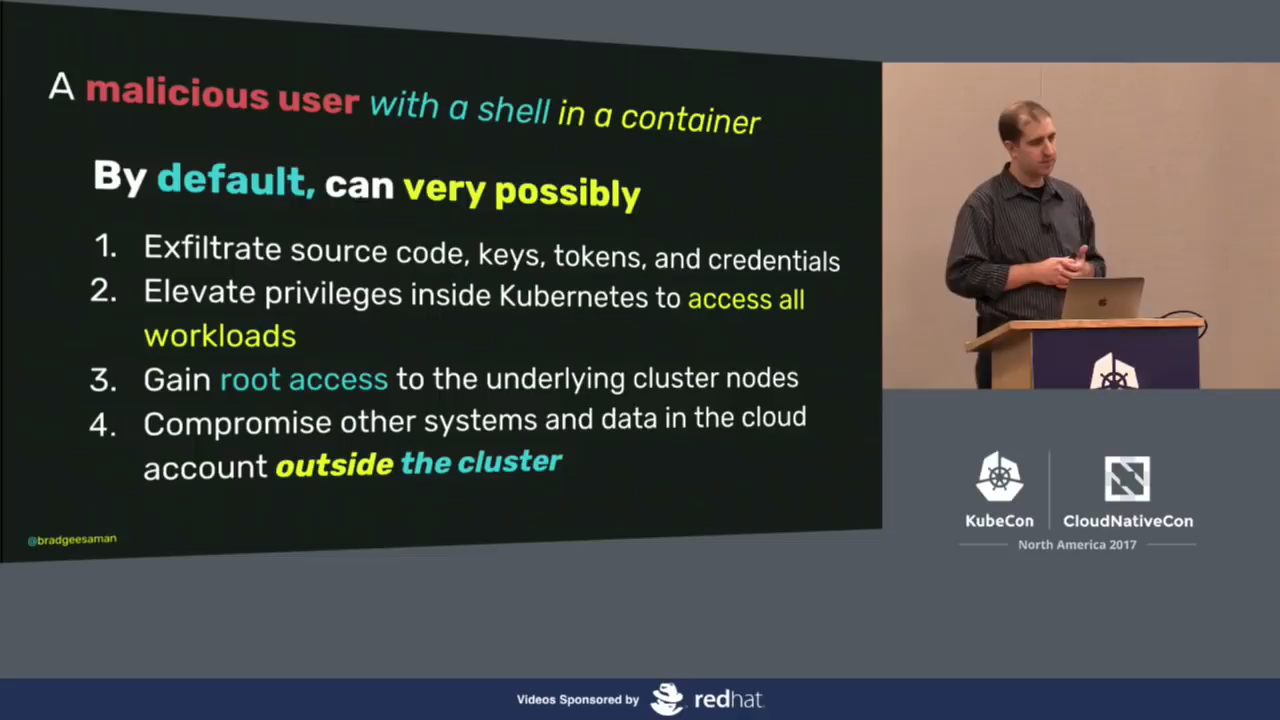 A malicious user with a shell in a container
By default, can very possibly
1. Exfiltrate source code, keys, tokens, and credentials
2. Elevate privileges inside Kubernetes to access all
workloads
3. Gain root access to the underlying cluster nodes
4. Compromise other systems and data in the cloud
account outside the cluster
@bradgeesaman
KubeCon
CloudNativeCon
North America 2017
Videos Sponsored by redhat.